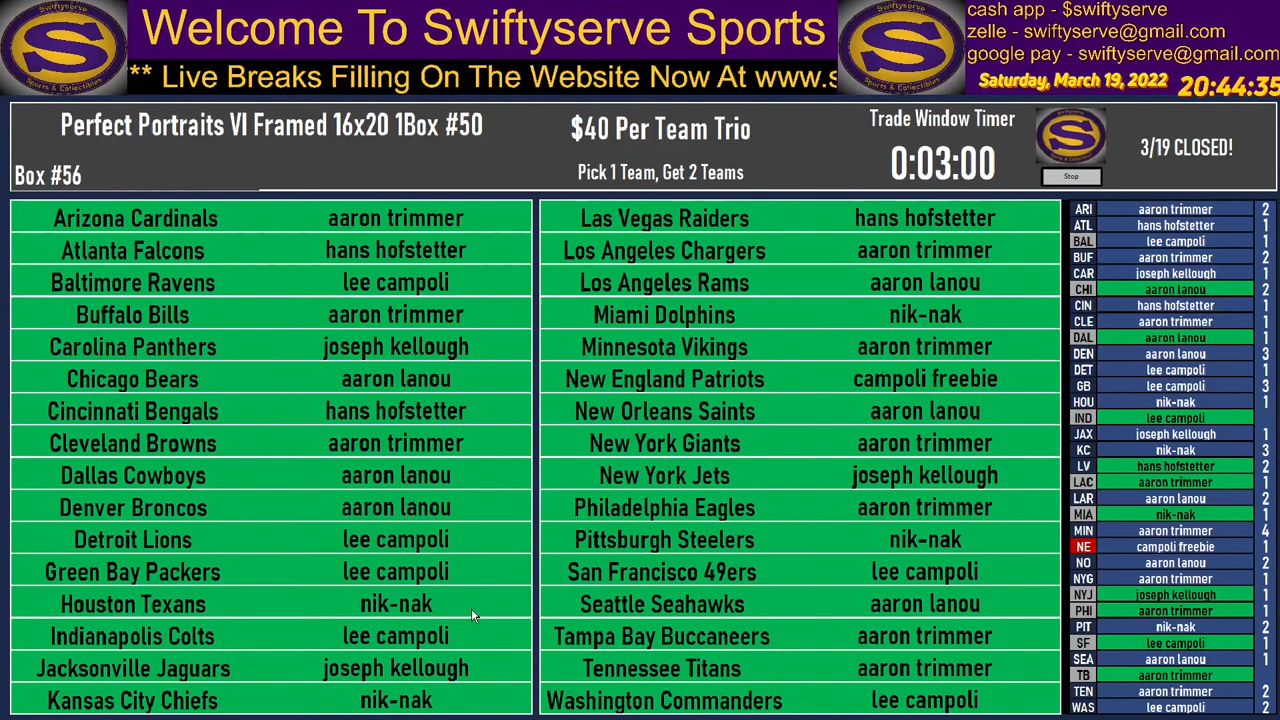 Welcome To Swiftyserve Sports
** Live Breaks Filling On The Website Now At www.s
cash app - $swiftyserve
zelle - swiftyserve@gmail.com
google pay - swiftyserve@gmail.com
Saturday, March 19, 2022 20:44:35
Perfect Portraits VI Framed 16x20 1Box #50
Box #56
$40 Per Team Trio
Pick 1 Team, Get 2 Teams
Trade Window Timer
0:03:00
Stop
3/19 CLOSED!
Arizona Cardinals aaron trimmer
Atlanta Falcons hans hofstetter
Baltimore Ravens lee campoli
Buffalo Bills aaron trimmer
Carolina Panthers joseph kellough
Chicago Bears aaron lanou
Cincinnati Bengals hans hofstetter
Cleveland Browns aaron trimmer
Dallas Cowboys aaron lanou
Denver Broncos aaron lanou
Detroit Lions lee campoli
Green Bay Packers lee campoli
Houston Texans nik-nak
Indianapolis Colts lee campoli
Jacksonville Jaguars joseph kellough
Kansas City Chiefs nik-nak
Las Vegas Raiders hans hofstetter
Los Angeles Chargers aaron trimmer
Los Angeles Rams aaron lanou
Miami Dolphins nik-nak
Minnesota Vikings aaron trimmer
New England Patriots campoli freebie
New Orleans Saints aaron lanou
New York Giants aaron trimmer
New York Jets joseph kellough
Philadelphia Eagles aaron trimmer
Pittsburgh Steelers nik-nak
San Francisco 49ers lee campoli
Seattle Seahawks aaron lanou
Tampa Bay Buccaneers aaron trimmer
Tennessee Titans aaron trimmer
Washington Commanders lee campoli
ARI aaron trimmer 2
ATL hans hofstetter 1
BAL lee campoli 1
BUF aaron trimmer 2
CAR joseph kellough 1
CHI aaron lanou 2
CIN hans hofstetter 1
CLE aaron trimmer 1
DAL aaron lanou 1
DEN aaron lanou 3
DET lee campoli 1
GB lee campoli 3
HOU nik-nak 1
IND lee campoli
JAX joseph kellough 1
KC nik-nak 3
LV hans hofstetter 2
LAC aaron trimmer 1
LAR aaron lanou 2
MIA nik-nak 1
MIN aaron trimmer 4
NE campoli freebie 1
NO aaron lanou 2
NYG aaron trimmer 1
NYJ joseph kellough 1
PHI aaron trimmer 1
PIT nik-nak 2
SF lee campoli 1
SEA aaron lanou 1
TB aaron trimmer
TEN aaron trimmer 2
WAS lee campoli 2